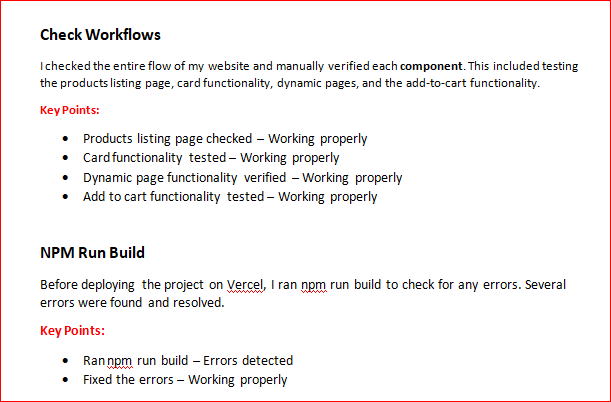 Check Workflows
I checked the entire flow of my website and manually verified each component. This included testing
the products listing page, card functionality, dynamic pages, and the add-to-cart functionality.
Key Points:
• Products listing page checked – Working properly
• Card functionality tested – Working properly
• Dynamic page functionality verified – Working properly
• Add to cart functionality tested – Working properly
NPM Run Build
Before deploying the project on Vercel, I ran npm run build to check for any errors. Several
errors were found and resolved.
Key Points:
• Ran npm run build – Errors detected
• Fixed the errors – Working properly